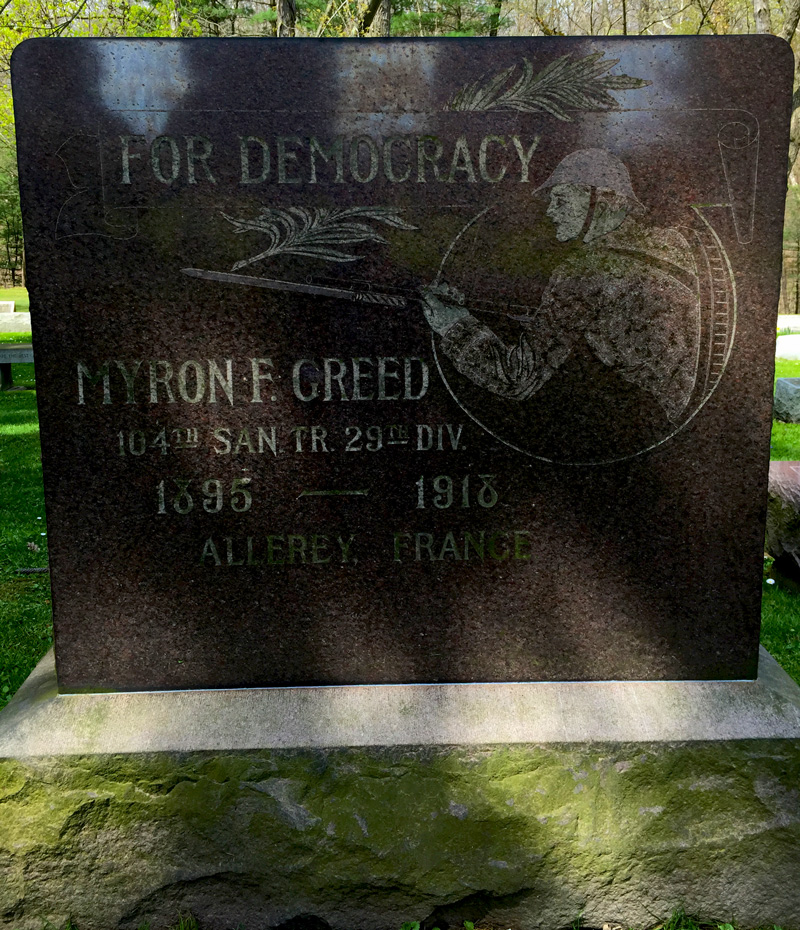 FOR DEMOCRACY
MYRON·F. GREED
104TH SAN. TR. 29TH DIV.
1895 — 1918
ALLEREY, FRANCE